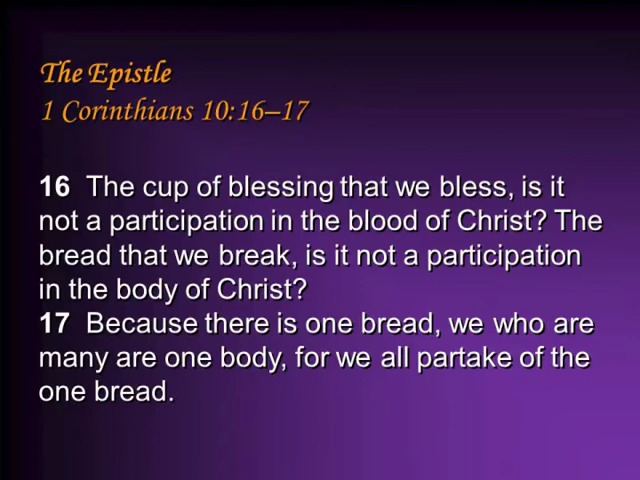 The Epistle
1 Corinthians 10:16–17
16 The cup of blessing that we bless, is it
not a participation in the blood of Christ? The
bread that we break, is it not a participation
in the body of Christ?
17 Because there is one bread, we who are
many are one body, for we all partake of the
one bread.